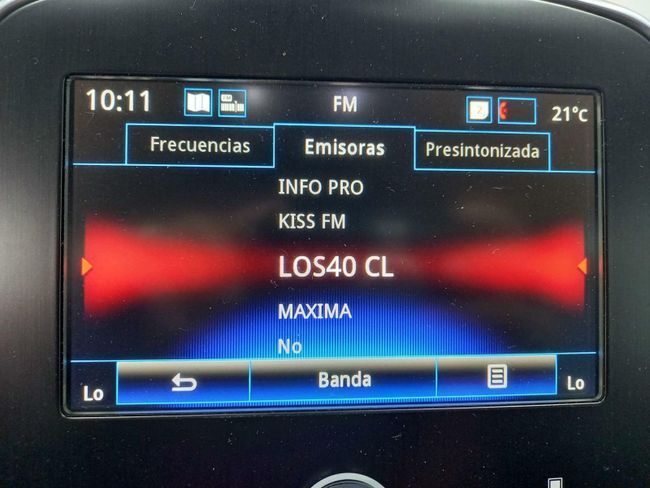 10:11 FM 21°C
Frecuencias Emisoras Presintonizada
INFO PRO
KISS FM
LOS40 CL
MAXIMA
No
Lo Banda Lo